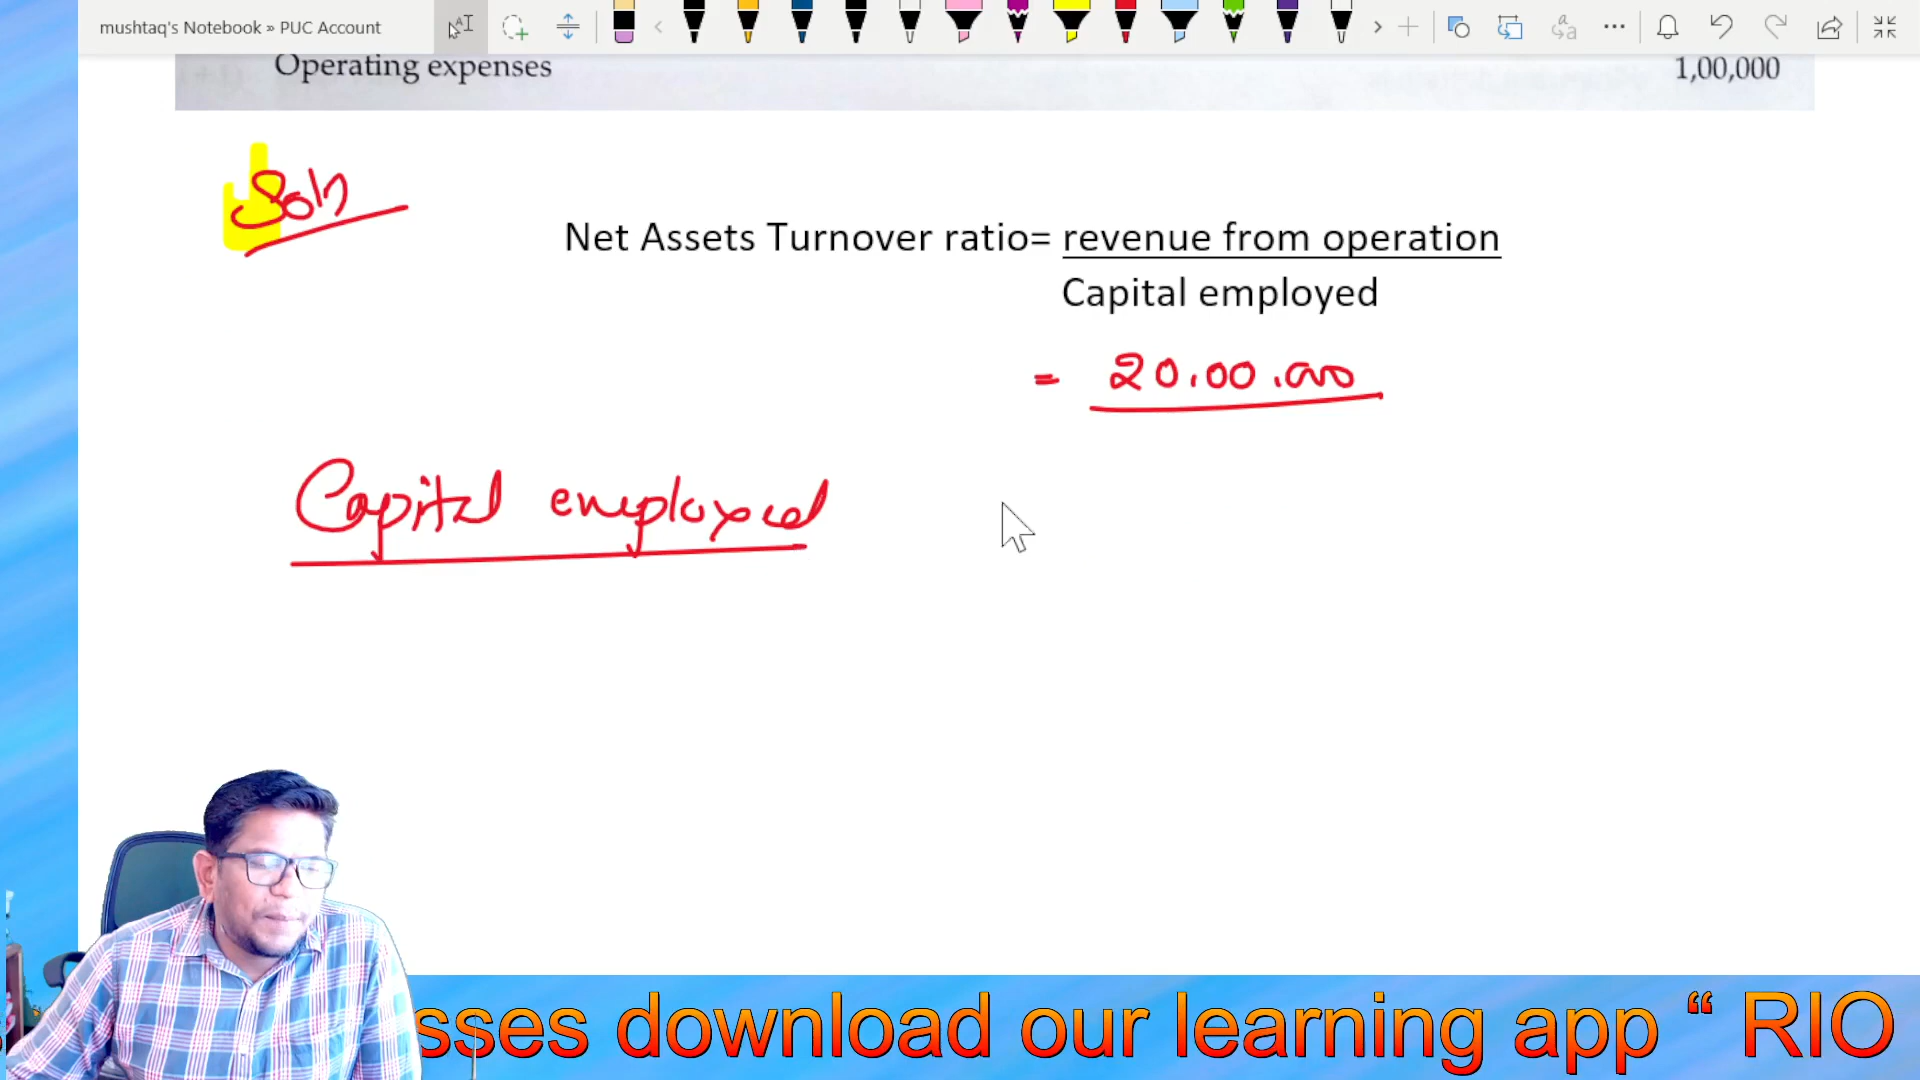 mushtaq's Notebook » PUC Account
Operating expenses 1,00,000
Soln
Net Assets Turnover ratio= revenue from operation
Capital employed
= 20,00,000
Capital employed
sses download our learning app “ RIO